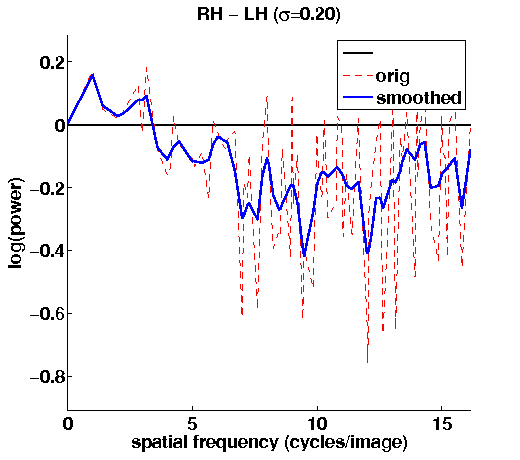 RH − LH (σ=0.20)
orig
smoothed
0.2
0
−0.2
−0.4
−0.6
−0.8
log(power)
0 5 10 15
spatial frequency (cycles/image)